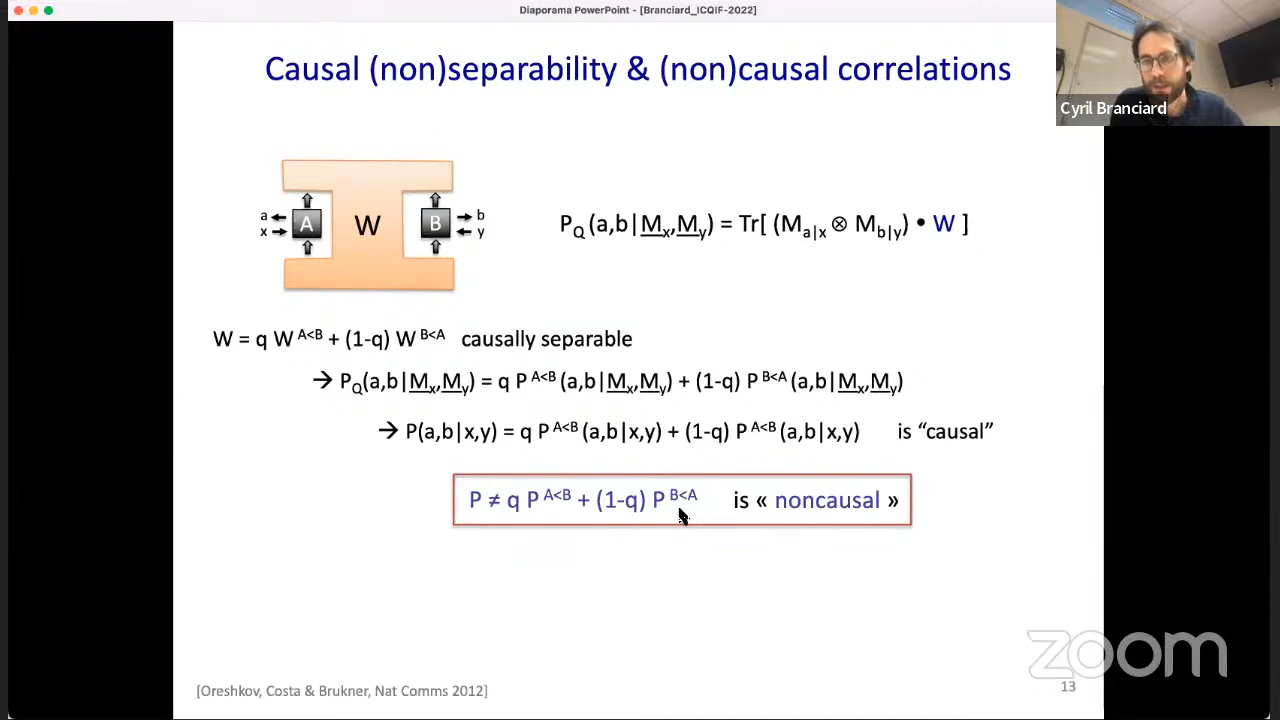 Diaporama PowerPoint - [Branciard_ICQIF-2022]
Causal (non)separability & (non)causal correlations
Cyril Branciard
a
x
A
W
B
b
y
P_Q (a,b|M_x,M_y) = Tr[ (M_a|x ⊗ M_b|y) • W ]
W = q W^A<B + (1-q) W^B<A causally separable
→ P_Q(a,b|M_x,M_y) = q P^A<B (a,b|M_x,M_y) + (1-q) P^B<A (a,b|M_x,M_y)
→ P(a,b|x,y) = q P^A<B (a,b|x,y) + (1-q) P^A<B (a,b|x,y) is “causal”
P ≠ q P^A<B + (1-q) P^B<A is « noncausal »
zoom
[Oreshkov, Costa & Brukner, Nat Comms 2012]
13